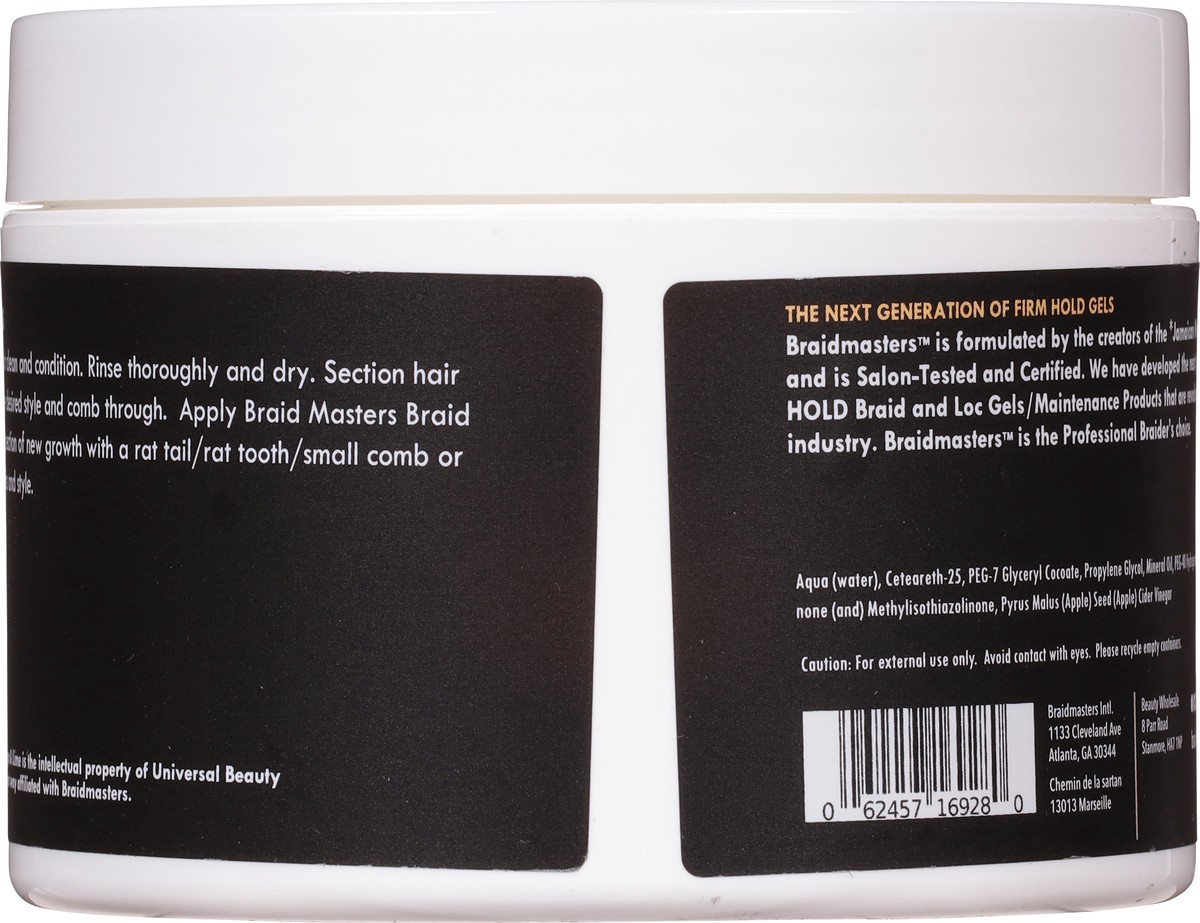 clean and condition. Rinse thoroughly and dry. Section hair
desired style and comb through. Apply Braid Masters Braid
of new growth with a rat tail/rat tooth/small comb or
and style.
is the intellectual property of Universal Beauty
way affiliated with Braidmasters.
THE NEXT GENERATION OF FIRM HOLD GELS
Braidmasters™ is formulated by the creators of the *Jamaican
and is Salon-Tested and Certified. We have developed the
HOLD Braid and Loc Gels/Maintenance Products that are
industry. Braidmasters™ is the Professional Braider's choice.
Aqua (water), Ceteareth-25, PEG-7 Glyceryl Cocoate, Propylene Glycol, Mineral Oil,
none (and) Methylisothiazolinone, Pyrus Malus (Apple) Seed (Apple) Cider Vinegar
Caution: For external use only. Avoid contact with eyes. Please recycle empty containers.
0 62457 16928 0
Braidmasters Intl.
1133 Cleveland Ave
Atlanta, GA 30344
Chemin de la sartan
13013 Marseille
Beauty Wholesale
8 Parr Road
Stanmore, HA7 1NP